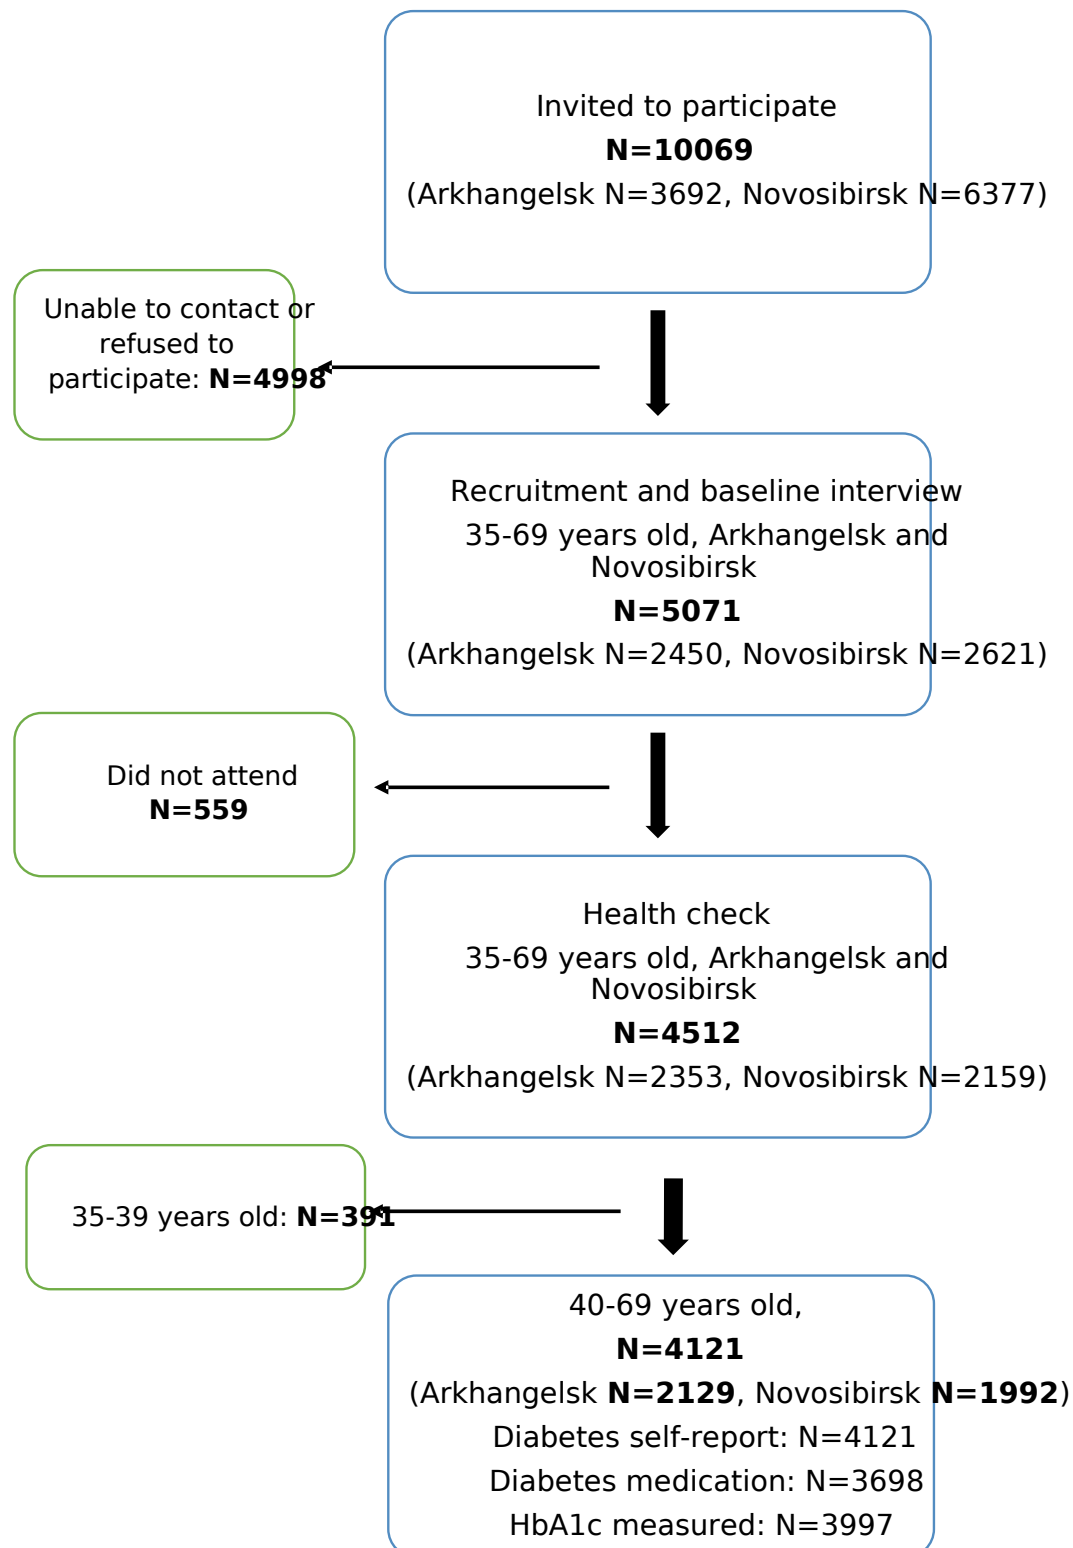 Invited to participate
N=10069
(Arkhangelsk N=3692, Novosibirsk N=6377)
Unable to contact or
refused to
participate: N=4998
Recruitment and baseline interview
35-69 years old, Arkhangelsk and
Novosibirsk
N=5071
(Arkhangelsk N=2450, Novosibirsk N=2621)
Did not attend
N=559
Health check
35-69 years old, Arkhangelsk and
Novosibirsk
N=4512
(Arkhangelsk N=2353, Novosibirsk N=2159)
35-39 years old: N=391
40-69 years old,
N=4121
(Arkhangelsk N=2129, Novosibirsk N=1992)
Diabetes self-report: N=4121
Diabetes medication: N=3698
HbA1c measured: N=3997